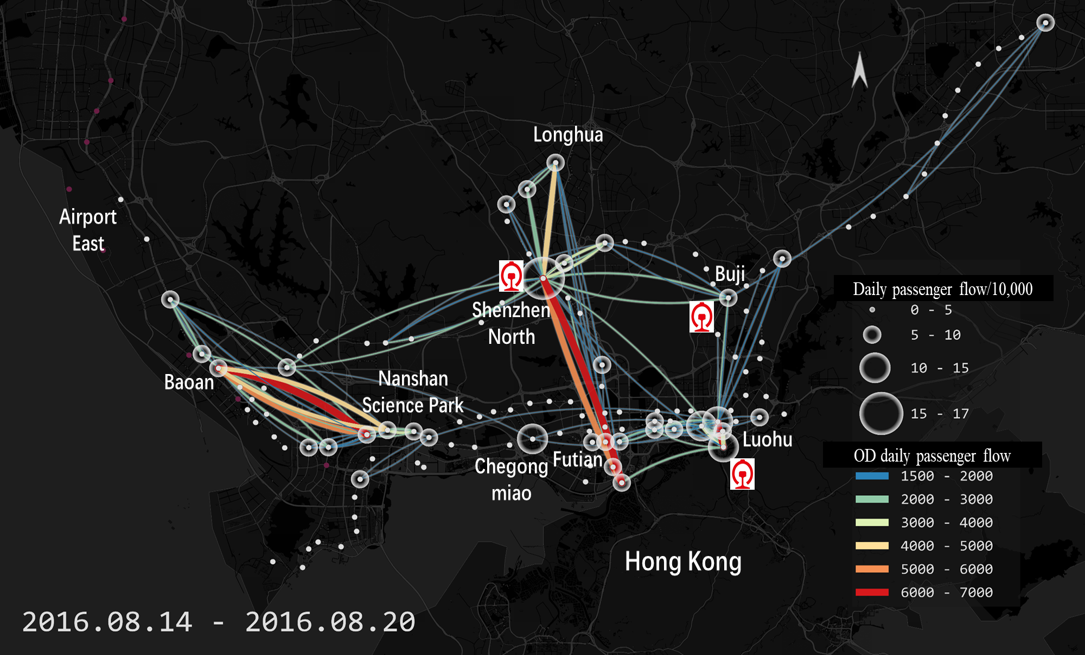 Longhua
Airport
East
Buji
Shenzhen
North
Daily passenger flow/10,000
0 - 5
5 - 10
10 - 15
15 - 17
Baoan
Nanshan
Science Park
Luohu
Chegong
miao
Futian
OD daily passenger flow
1500 - 2000
2000 - 3000
3000 - 4000
4000 - 5000
5000 - 6000
6000 - 7000
Hong Kong
2016.08.14 - 2016.08.20